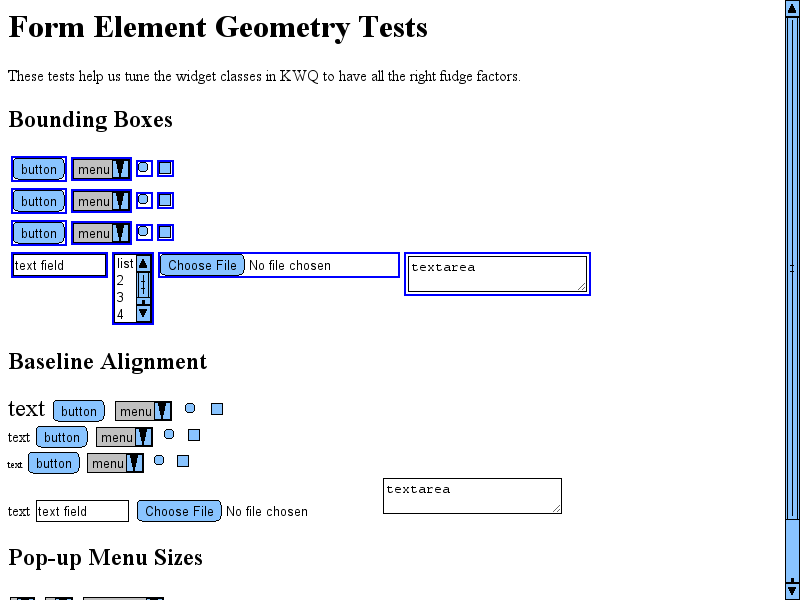 Form Element Geometry Tests
These tests help us tune the widget classes in KWQ to have all the right fudge factors.
Bounding Boxes
button menu
button menu
button menu
text field list 2 3 4 Choose File No file chosen textarea
Baseline Alignment
text button menu
text button menu
text button menu
text text field Choose File No file chosen textarea
Pop-up Menu Sizes